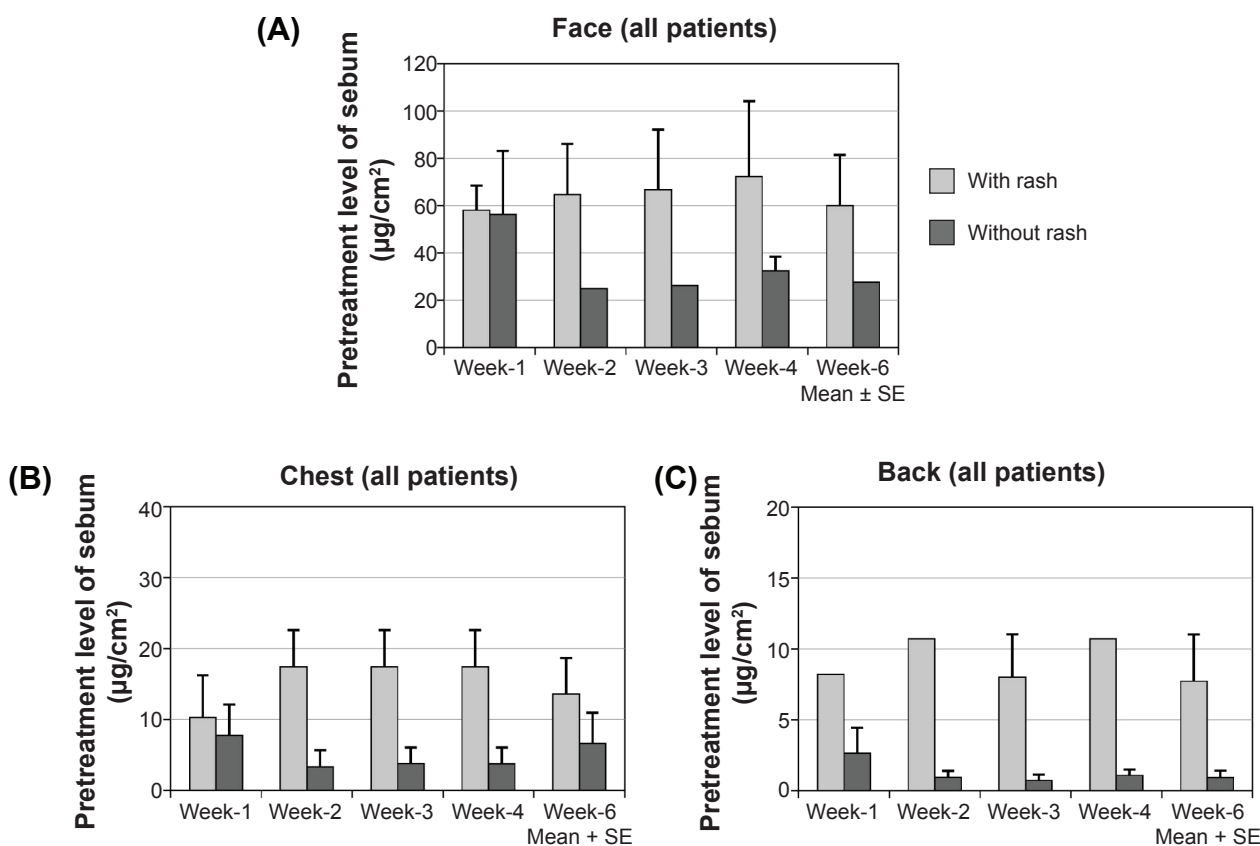 (A)
Face (all patients)
Pretreatment level of sebum
(µg/cm²)
120
100
80
60
40
20
0
Week-1 Week-2 Week-3 Week-4 Week-6
Mean ± SE
With rash
Without rash
(B)
Chest (all patients)
Pretreatment level of sebum
(µg/cm²)
40
30
20
10
0
Week-1 Week-2 Week-3 Week-4 Week-6
Mean + SE
(C)
Back (all patients)
Pretreatment level of sebum
(µg/cm²)
20
15
10
5
0
Week-1 Week-2 Week-3 Week-4 Week-6
Mean + SE